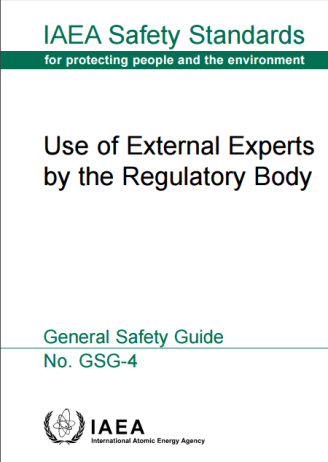 IAEA Safety Standards
for protecting people and the environment
Use of External Experts
by the Regulatory Body
General Safety Guide
No. GSG-4
IAEA
International Atomic Energy Agency